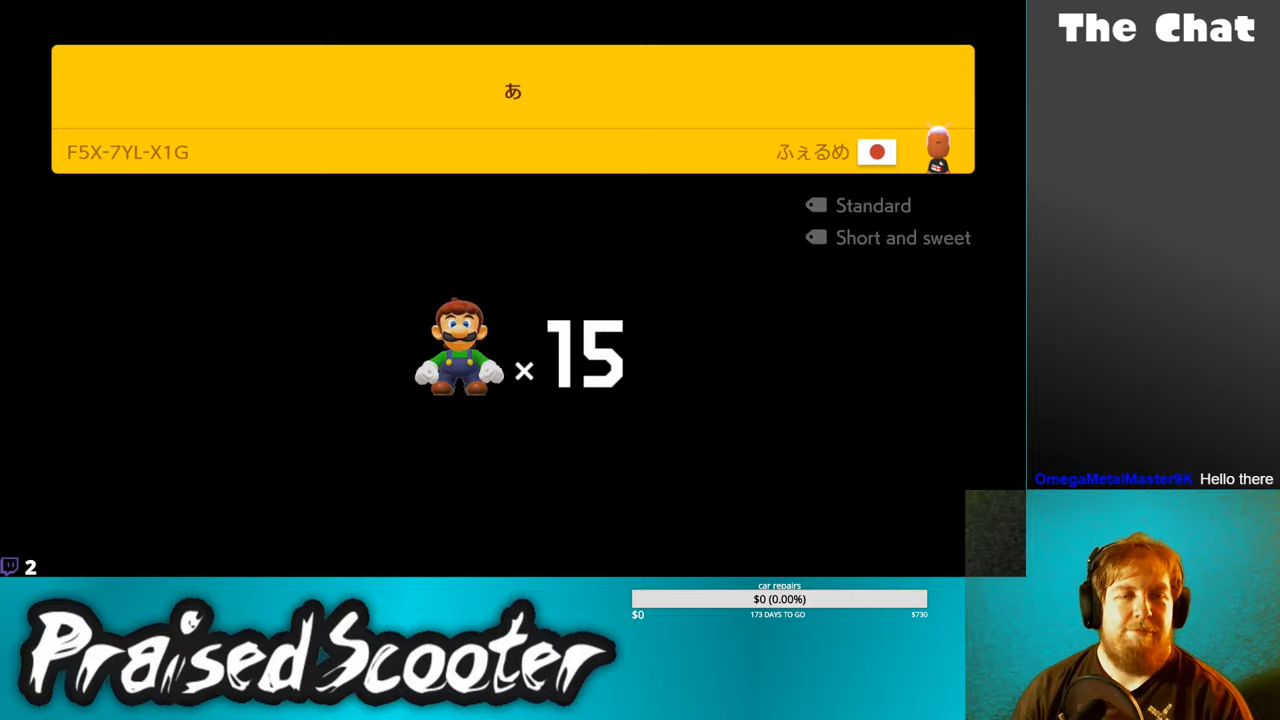 The Chat
あ
F5X-7YL-X1G
ふぇるめ
Standard
Short and sweet
× 15
OmegaMetalMaster9K Hello there
2
car repairs
$0 (0.00%)
$0 173 DAYS TO GO $730
PraisedScooter